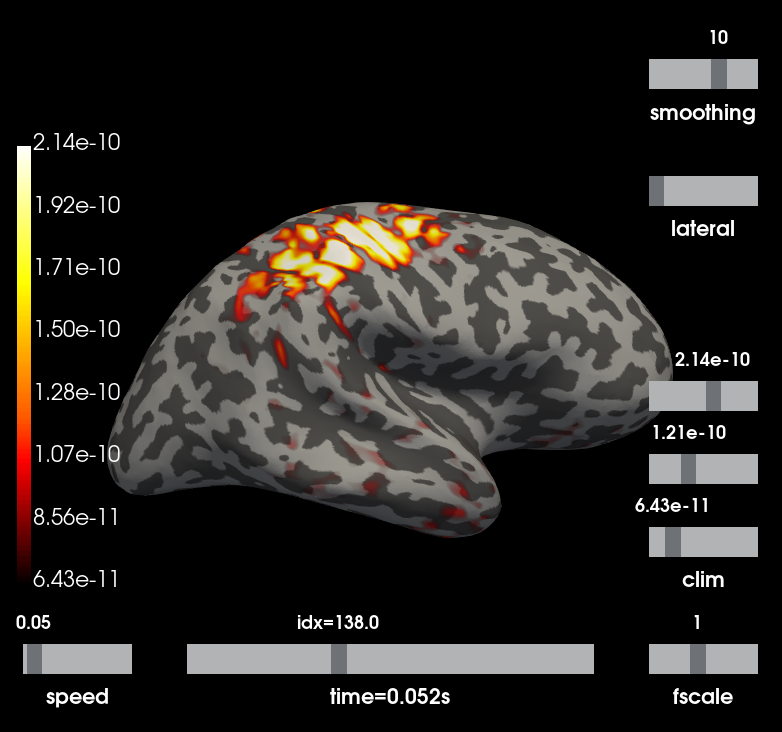 10
smoothing
lateral
2.14e-10
1.92e-10
1.71e-10
1.50e-10
1.28e-10
1.07e-10
8.56e-11
6.43e-11
2.14e-10
1.21e-10
6.43e-11
clim
0.05
speed
idx=138.0
time=0.052s
1
fscale